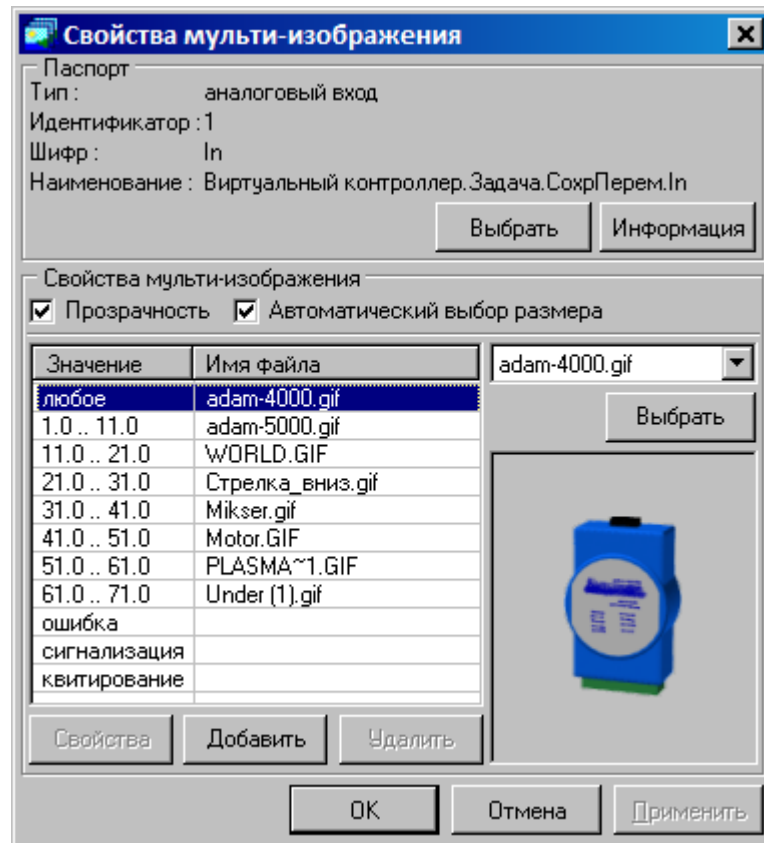 Свойства мульти-изображения
Паспорт
Тип : аналоговый вход
Идентификатор : 1
Шифр : In
Наименование : Виртуальный контроллер.Задача.СохрПерем.In
Выбрать Информация
Свойства мульти-изображения
Прозрачность Автоматический выбор размера
Значение Имя файла adam-4000.gif
любое adam-4000.gif
Выбрать
1.0 .. 11.0 adam-5000.gif
11.0 .. 21.0 WORLD.GIF
21.0 .. 31.0 Стрелка_вниз.gif
31.0 .. 41.0 Mikser.gif
41.0 .. 51.0 Motor.GIF
51.0 .. 61.0 PLASMA~1.GIF
61.0 .. 71.0 Under (1).gif
ошибка
сигнализация
квитирование
Свойства Добавить Удалить
OK Отмена Применить